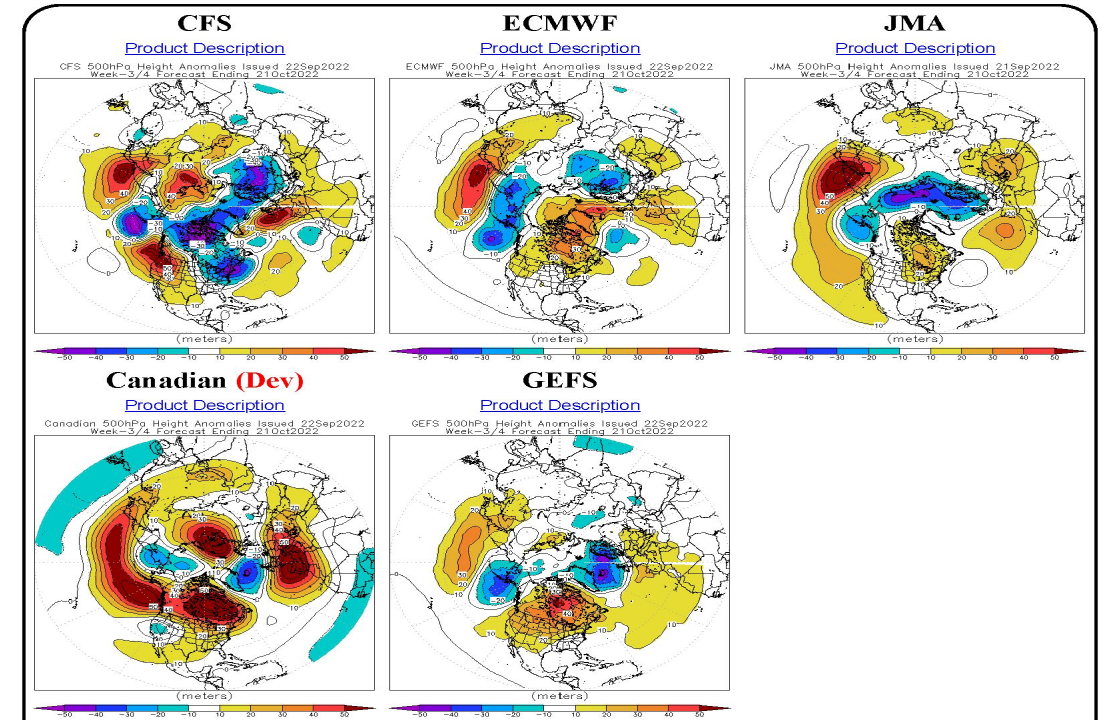 CFS
ECMWF
JMA
Product Description
Product Description
Product Description
CFS 500hPa Height Anomalies Issued 22Sep2022
Week-3/4 Forecast Ending 21Oct2022
ECMWF 500hPa Height Anomalies Issued 22Sep2022
Week-3/4 Forecast Ending 21Oct2022
JMA 500hPa Height Anomalies Issued 21Sep2022
Week-3/4 Forecast Ending 21Oct2022
(meters)
(meters)
(meters)
-50 -40 -30 -20 -10 10 20 30 40 50
-50 -40 -30 -20 -10 10 20 30 40 50
-50 -40 -30 -20 -10 10 20 30 40 50
Canadian (Dev)
GEFS
Product Description
Product Description
Canadian 500hPa Height Anomalies Issued 22Sep2022
Week-3/4 Forecast Ending 21Oct2022
GEFS 500hPa Height Anomalies Issued 22Sep2022
Week-3/4 Forecast Ending 21Oct2022
(meters)
(meters)
-50 -40 -30 -20 -10 10 20 30 40 50
-50 -40 -30 -20 -10 10 20 30 40 50